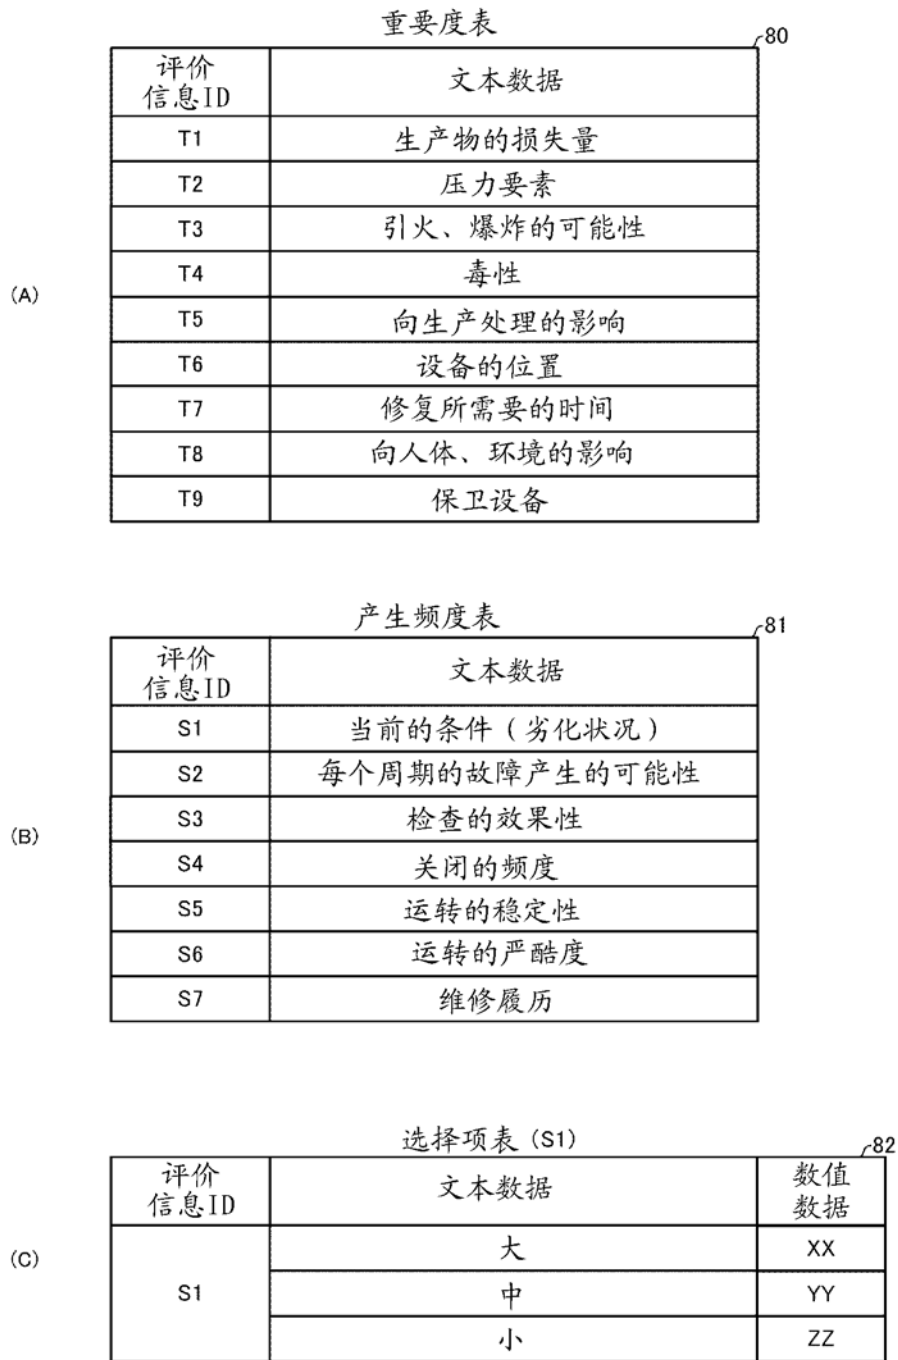 重要度表
80
评价
信息ID
文本数据
T1 生产物的损失量
T2 压力要素
T3 引火、爆炸的可能性
T4 毒性
(A)
T5 向生产处理的影响
T6 设备的位置
T7 修复所需要的时间
T8 向人体、环境的影响
T9 保卫设备
产生频度表
81
评价
信息ID
文本数据
S1 当前的条件(劣化状况)
S2 每个周期的故障产生的可能性
S3 检查的效果性
(B)
S4 关闭的频度
S5 运转的稳定性
S6 运转的严酷度
S7 维修履历
选择项表(S1)
82
评价
信息ID
文本数据
数值
数据
(C)
S1
大 XX
中 YY
小 ZZ